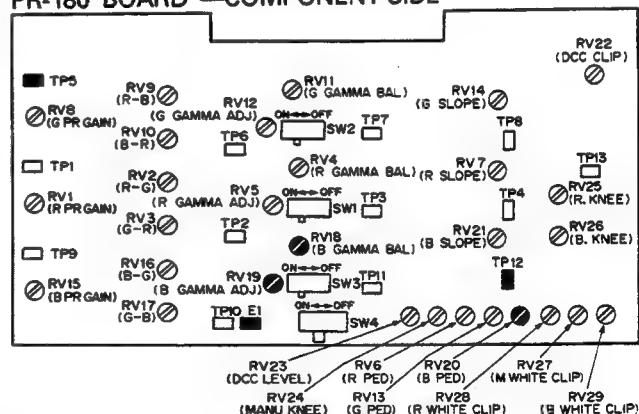 PR-180 BOARD — COMPONENT SIDE
RV22
(DCC CLIP)
TP5
RV9
(R-B)
RV11
(G GAMMA BAL)
RV14
(G SLOPE)
RV8
(G PR GAIN)
RV12
(G GAMMA ADJ)
ON↔OFF
SW2
TP7
TP8
RV10
(B-R)
TP6
TP1
RV4
(R GAMMA BAL)
RV7
(R SLOPE)
TP13
RV2
(R-G)
RV1
(R PR GAIN)
RV5
(R GAMMA ADJ)
ON↔OFF
SW1
TP3
TP4
RV25
(R. KNEE)
RV3
(G-R)
TP2
RV18
(B GAMMA BAL)
RV21
(B SLOPE)
RV26
(B. KNEE)
TP9
RV16
(B-G)
RV19
(B GAMMA ADJ)
ON↔OFF
SW3
TP11
TP12
RV15
(B PR GAIN)
RV17
(G-B)
TP10 E1
ON↔OFF
SW4
RV23
(DCC LEVEL)
RV6
(R PED)
RV20
(B PED)
RV27
(M WHITE CLIP)
RV24
(MANU KNEE)
RV13
(G PED)
RV28
(R WHITE CLIP)
RV29
(B WHITE CLIP)